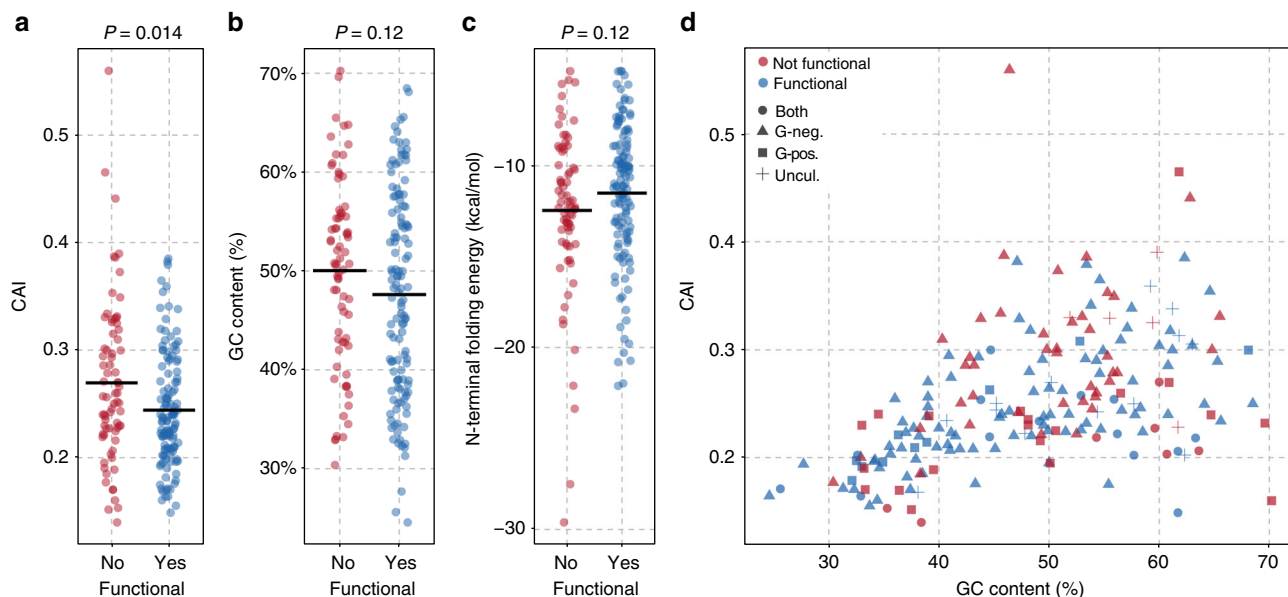 a
P = 0.014
CAI
0.5
0.4
0.3
0.2
No Yes
Functional
b
P = 0.12
GC content (%)
70%
60%
50%
40%
30%
No Yes
Functional
c
P = 0.12
N-terminal folding energy (kcal/mol)
−10
−20
−30
No Yes
Functional
d
Not functional
Functional
Both
G-neg.
G-pos.
Uncul.
CAI
0.5
0.4
0.3
0.2
30 40 50 60 70
GC content (%)